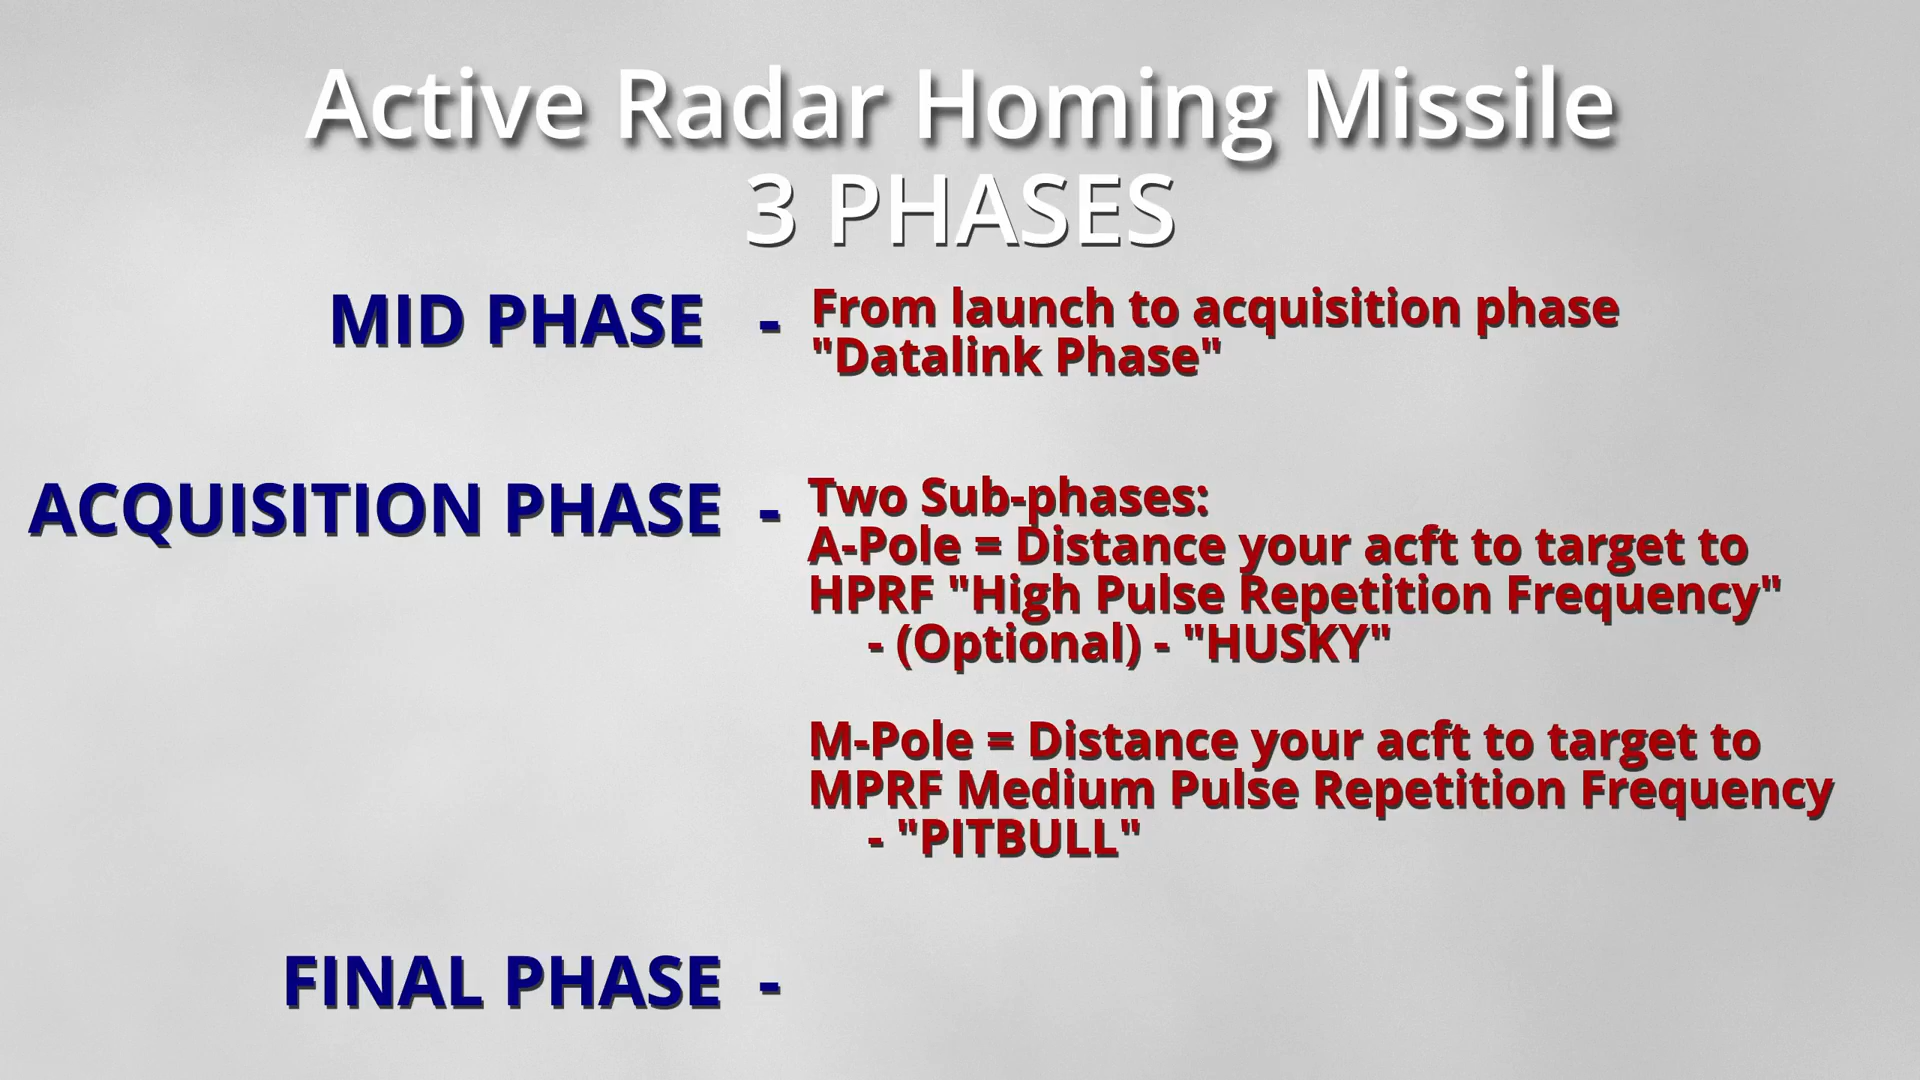 Active Radar Homing Missile
3 PHASES
MID PHASE - From launch to acquisition phase
"Datalink Phase"
ACQUISITION PHASE - Two Sub-phases:
A-Pole = Distance your acft to target to
HPRF "High Pulse Repetition Frequency"
- (Optional) - "HUSKY"
M-Pole = Distance your acft to target to
MPRF Medium Pulse Repetition Frequency
- "PITBULL"
FINAL PHASE -